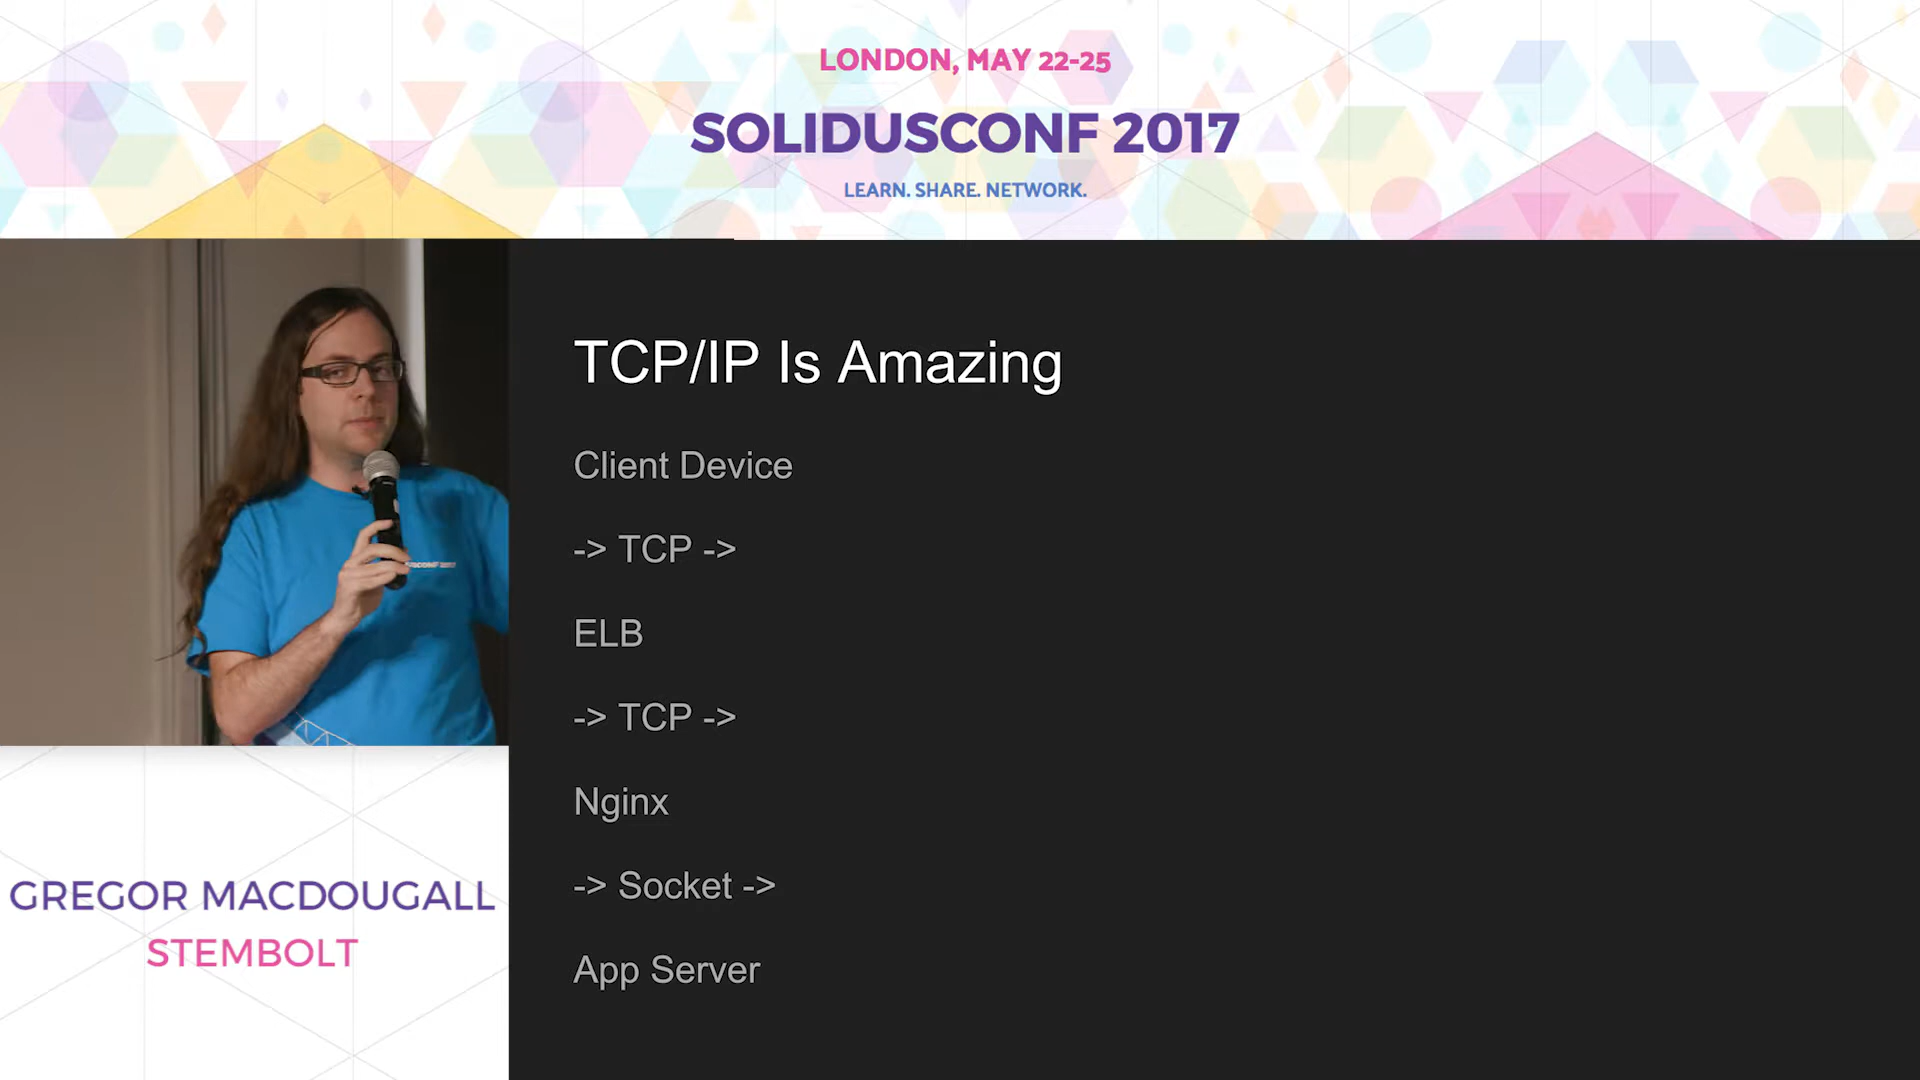 LONDON, MAY 22-25
SOLIDUSCONF 2017
LEARN. SHARE. NETWORK.
TCP/IP Is Amazing
Client Device
-> TCP ->
ELB
-> TCP ->
Nginx
-> Socket ->
App Server
GREGOR MACDOUGALL
STEMBOLT